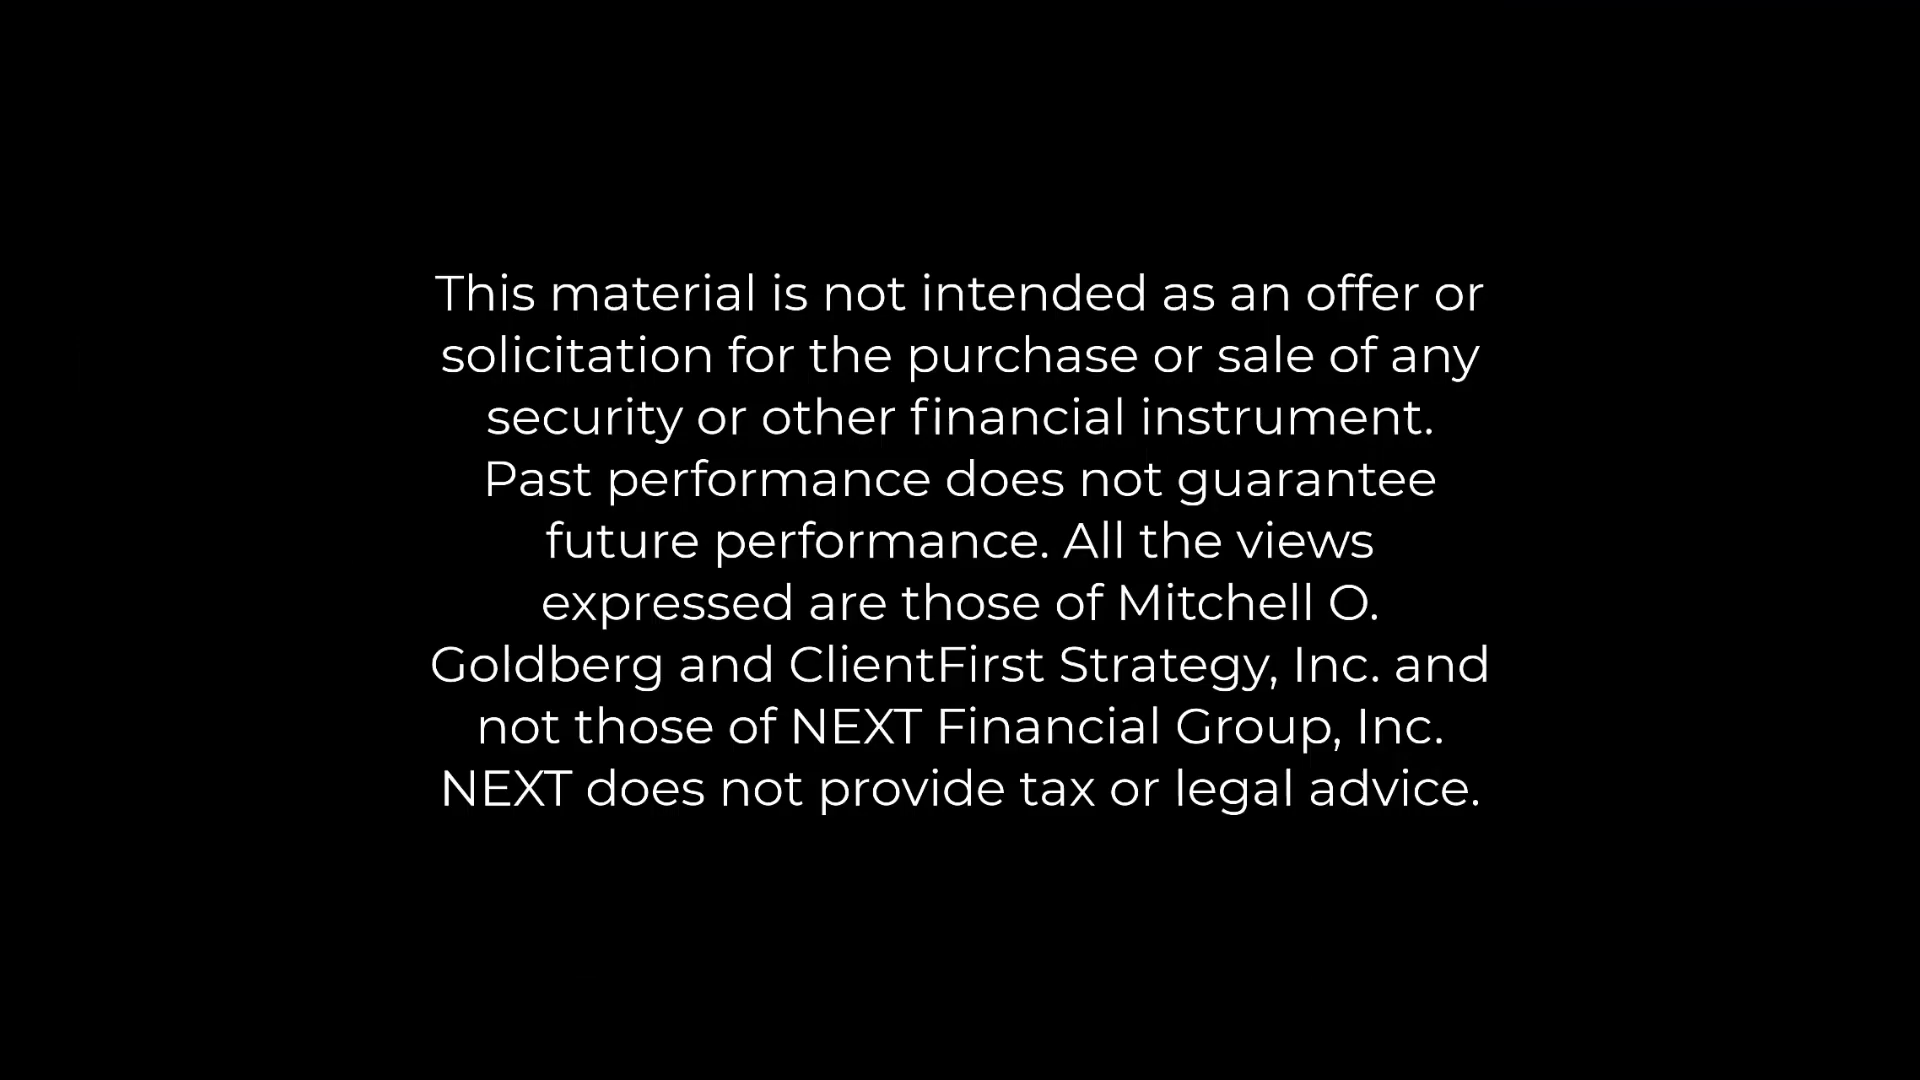 This material is not intended as an offer or
solicitation for the purchase or sale of any
security or other financial instrument.
Past performance does not guarantee
future performance. All the views
expressed are those of Mitchell O.
Goldberg and ClientFirst Strategy, Inc. and
not those of NEXT Financial Group, Inc.
NEXT does not provide tax or legal advice.